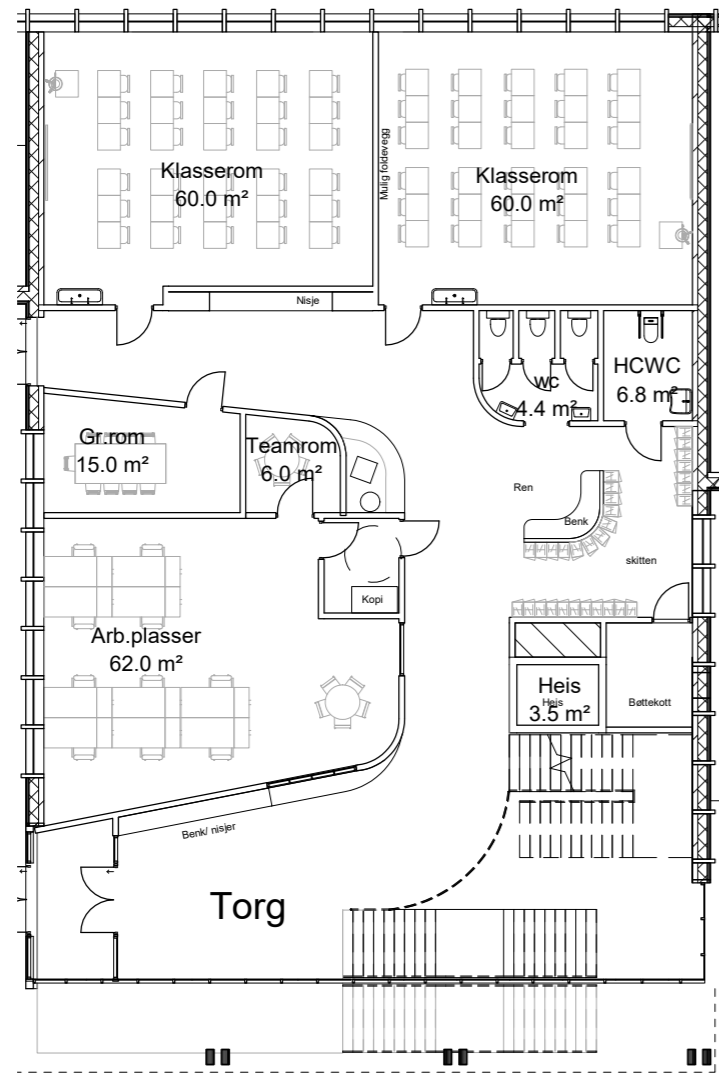 Klasserom
60.0 m²
Mulig foldevegg
Klasserom
60.0 m²
Nisje
HCWC
6.8 m²
wc
4.4 m²
Gr.rom
15.0 m²
Teamrom
6.0 m²
Ren
Benk
skitten
Kopi
Arb.plasser
62.0 m²
Heis
Heis
3.5 m²
Bøttekott
Benk/ nisjer
Torg